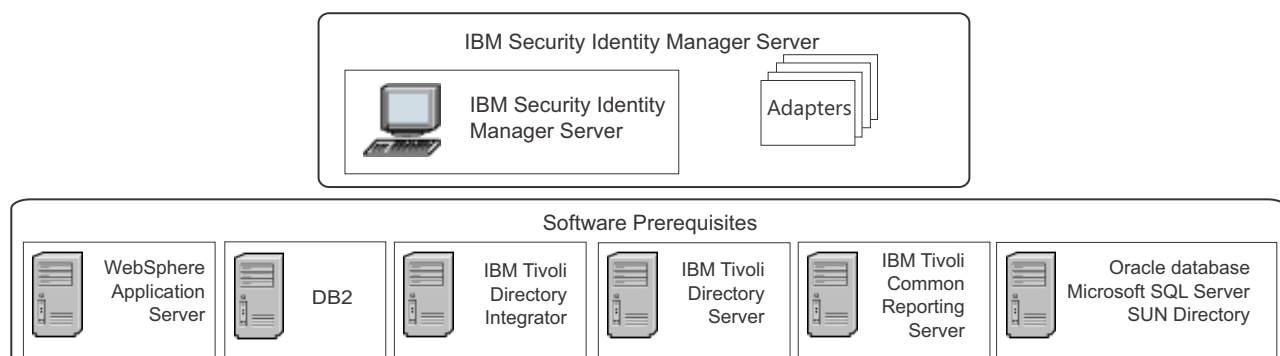 IBM Security Identity Manager Server
IBM Security Identity
Manager Server
Adapters
Software Prerequisites
WebSphere
Application
Server
DB2
IBM Tivoli
Directory
Integrator
IBM Tivoli
Directory
Server
IBM Tivoli
Common
Reporting
Server
Oracle database
Microsoft SQL Server
SUN Directory